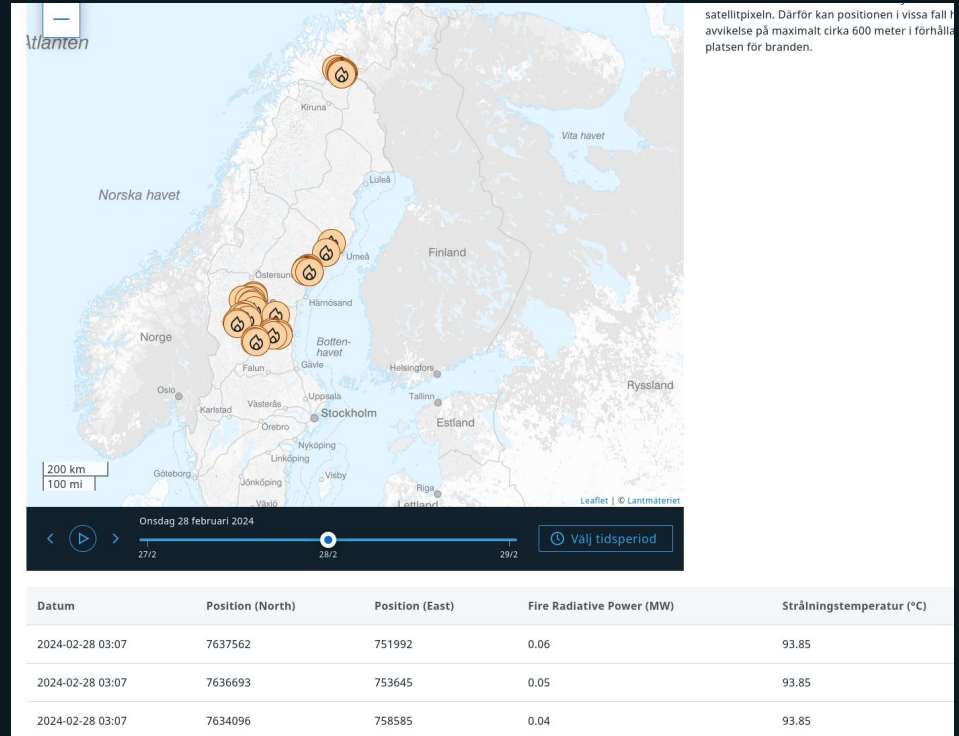 satellitpixeln. Därför kan positionen i vissa fall
avvikelse på maximalt cirka 600 meter i
platsen för branden.
Atlanten
Kiruna
Vita havet
Luleå
Norska havet
Umeå
Finland
Östersun
Härnösand
Norge
Botten-
havet
Falun
Gävle
Helsingfors
Oslo
Ryssland
Uppsala
Tallinn
Västerås
Karlstad
Stockholm
Estland
Örebro
Nyköping
Linköping
200 km
Göteborg
Visby
100 mi
Jönköping
Riga
Växjö
Lettland
Leaflet | © Lantmäteriet
Onsdag 28 februari 2024
Välj tidsperiod
27/2 28/2 29/2
Datum Position (North) Position (East) Fire Radiative Power (MW) Strålningstemperatur (°C)
2024-02-28 03:07 7637562 751992 0.06 93.85
2024-02-28 03:07 7636693 753645 0.05 93.85
2024-02-28 03:07 7634096 758585 0.04 93.85